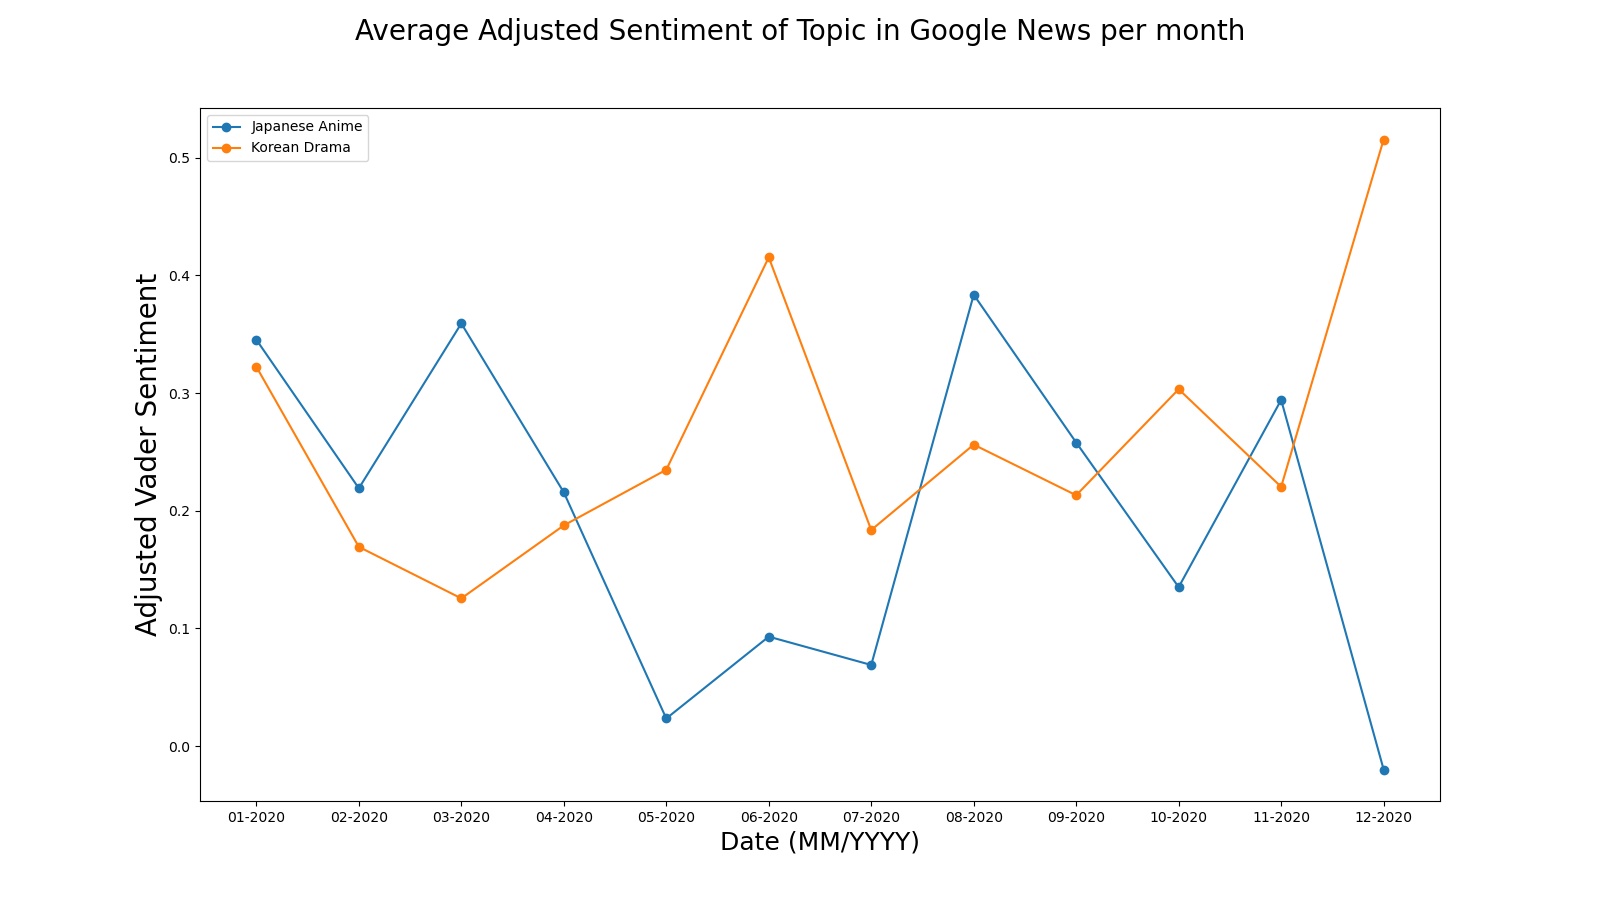 Average Adjusted Sentiment of Topic in Google News per month
Japanese Anime
Korean Drama
Adjusted Vader Sentiment
0.5
0.4
0.3
0.2
0.1
0.0
01-2020 02-2020 03-2020 04-2020 05-2020 06-2020 07-2020 08-2020 09-2020 10-2020 11-2020 12-2020
Date (MM/YYYY)